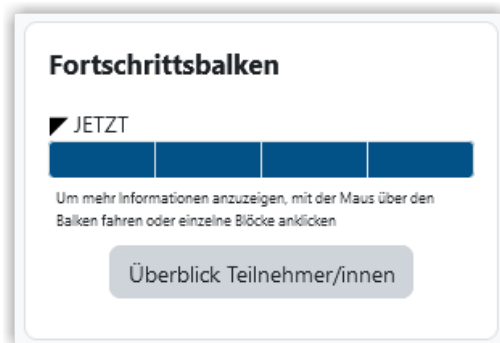 Fortschrittsbalken
JETZT
Um mehr Informationen anzuzeigen, mit der Maus über den
Balken fahren oder einzelne Blöcke anklicken
Überblick Teilnehmer/innen